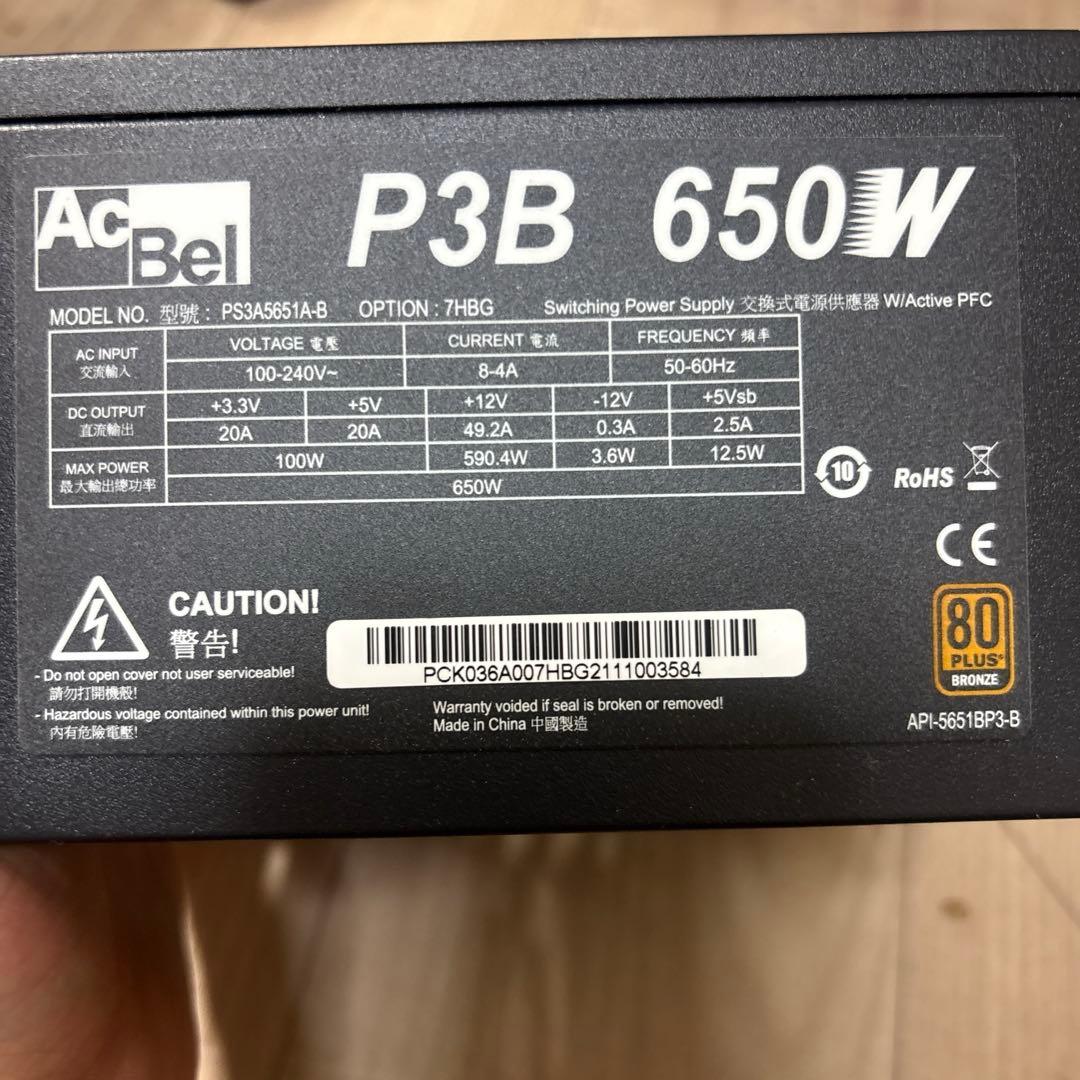 AcBel
P3B 650W
MODEL NO. 型號: PS3A5651A-B OPTION : 7HBG Switching Power Supply 交換式電源供應器 W/Active PFC
AC INPUT 交流輸入
VOLTAGE 電壓 CURRENT 電流 FREQUENCY 頻率
100-240V~ 8-4A 50-60Hz
DC OUTPUT 直流輸出
+3.3V +5V +12V -12V +5Vsb
20A 20A 49.2A 0.3A 2.5A
MAX POWER 最大輸出總功率
100W 590.4W 3.6W 12.5W
650W
10
RoHS
CE
CAUTION!
警告!
- Do not open cover not user serviceable!
請勿打開機殼!
- Hazardous voltage contained within this power unit!
內有危險電壓!
PCK036A007HBG2111003584
Warranty voided if seal is broken or removed!
Made in China 中國製造
80
PLUS®
BRONZE
API-5651BP3-B